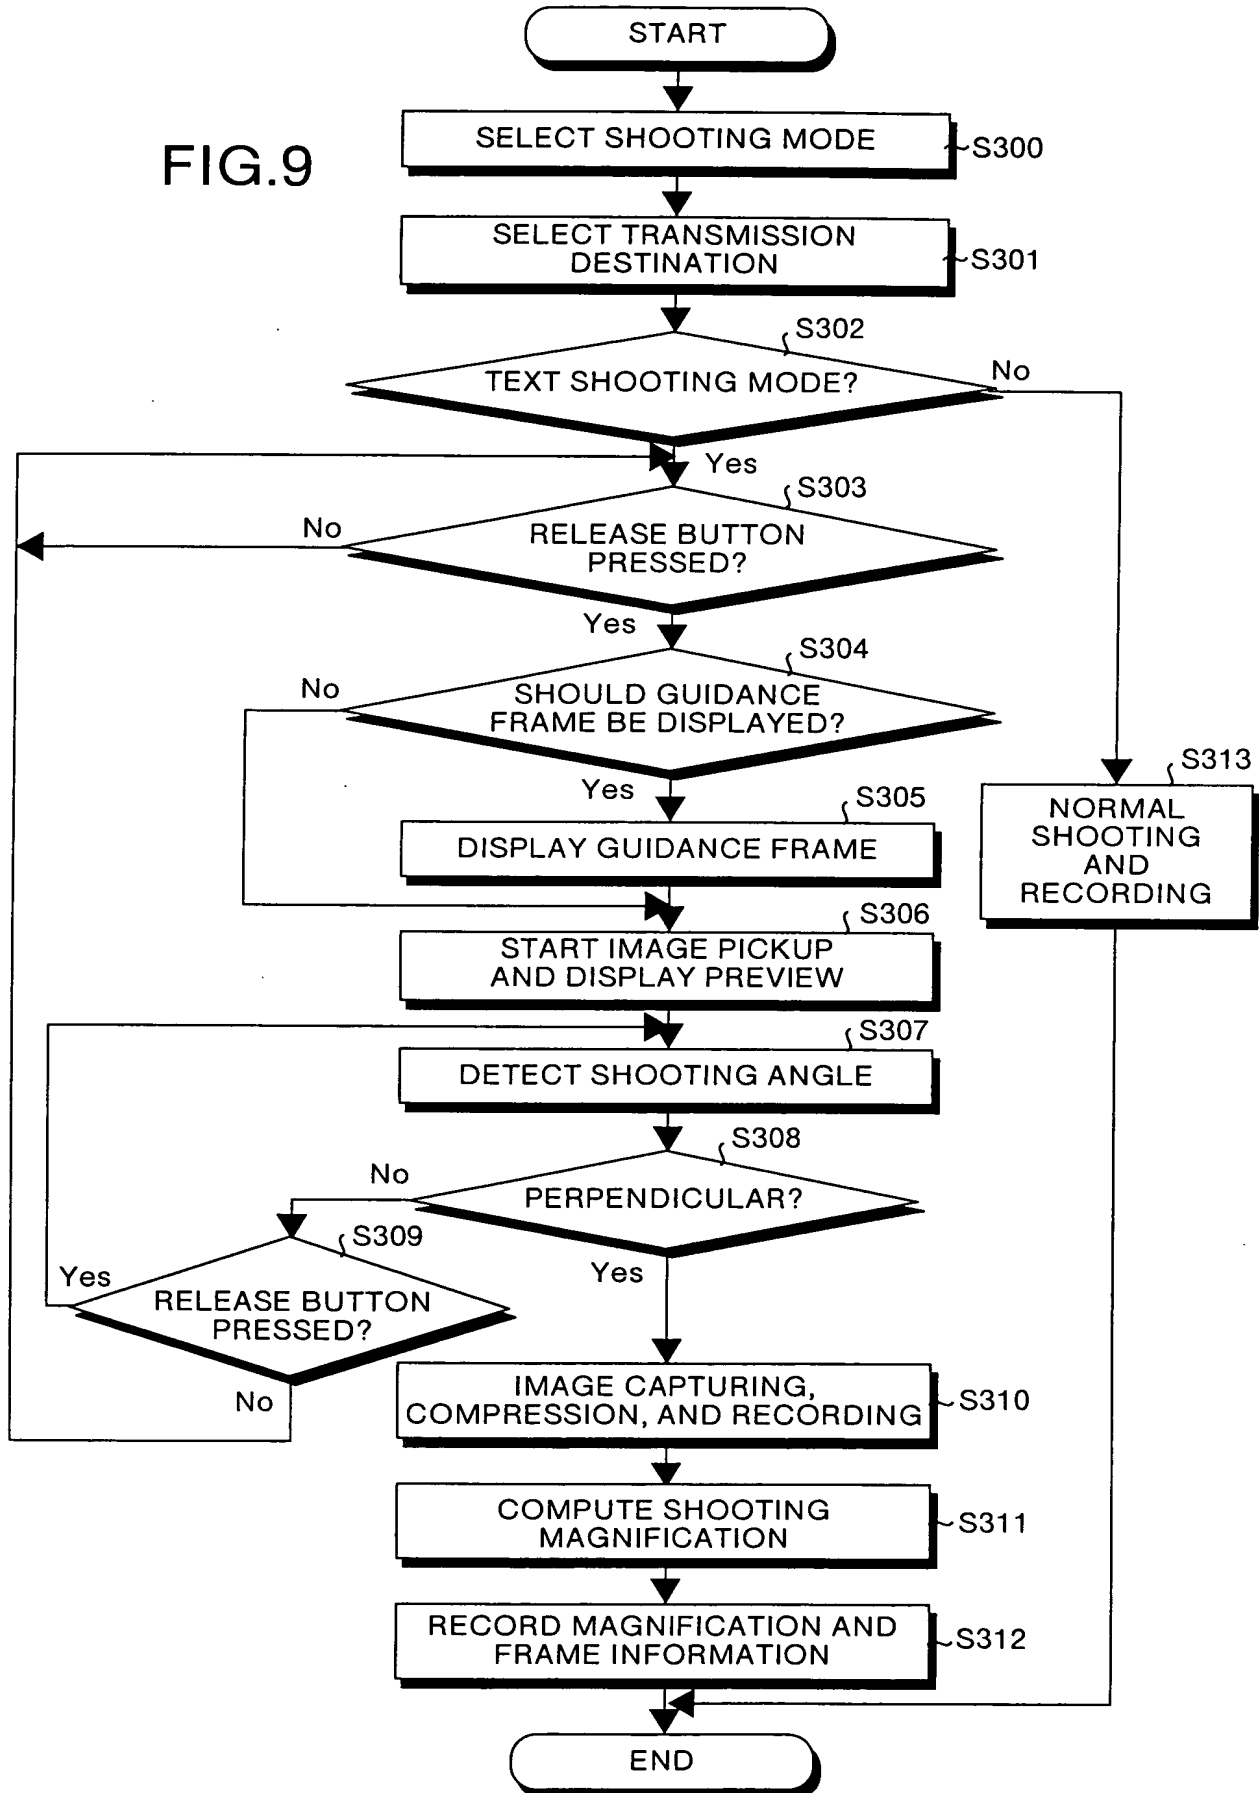 START
FIG.9
SELECT SHOOTING MODE
S300
SELECT TRANSMISSION
DESTINATION
S301
S302
TEXT SHOOTING MODE?
No
Yes
S303
No
RELEASE BUTTON
PRESSED?
Yes
S304
No
SHOULD GUIDANCE
FRAME BE DISPLAYED?
Yes
S305
DISPLAY GUIDANCE FRAME
S313
NORMAL
SHOOTING
AND
RECORDING
S306
START IMAGE PICKUP
AND DISPLAY PREVIEW
S307
DETECT SHOOTING ANGLE
S308
No
PERPENDICULAR?
Yes
S309
Yes
RELEASE BUTTON
PRESSED?
No
IMAGE CAPTURING,
COMPRESSION, AND RECORDING
S310
COMPUTE SHOOTING
MAGNIFICATION
S311
RECORD MAGNIFICATION AND
FRAME INFORMATION
S312
END